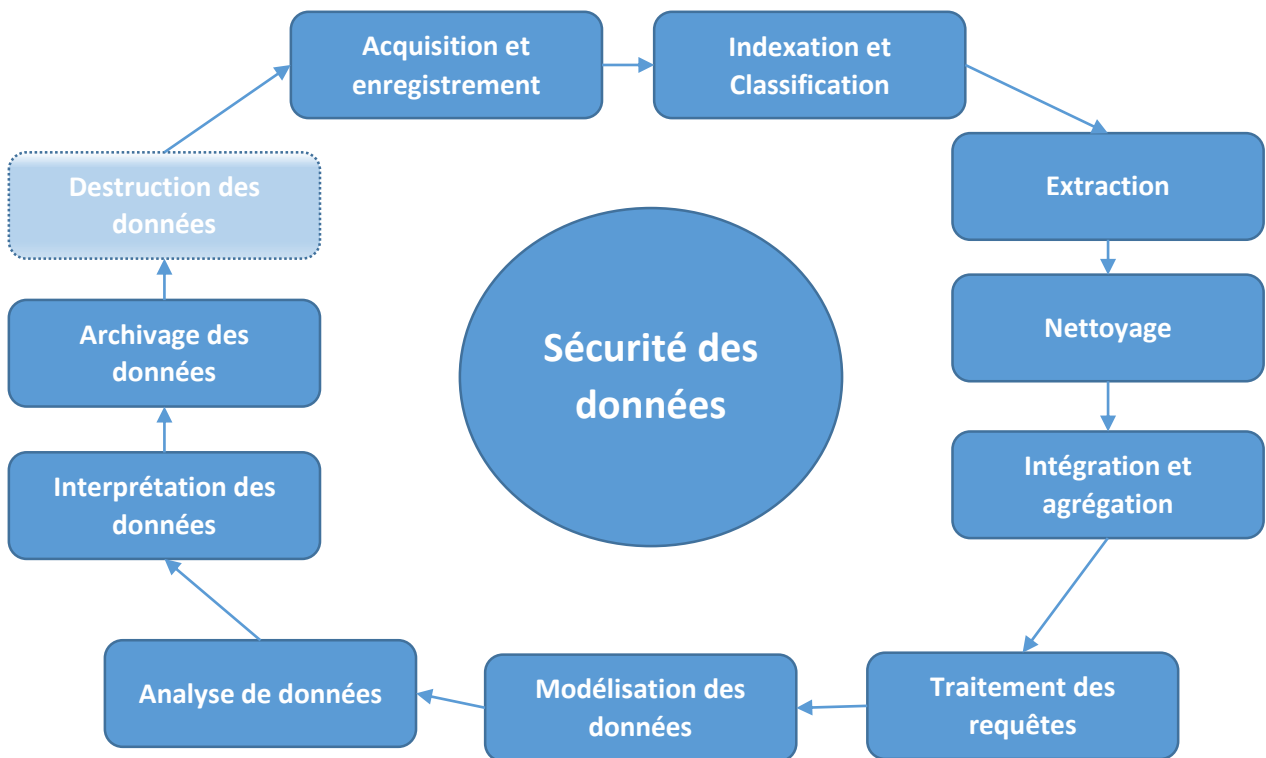 Acquisition et
enregistrement
Indexation et
Classification
Extraction
Nettoyage
Intégration et
agrégation
Traitement des
requêtes
Modélisation des
données
Analyse de données
Interprétation des
données
Archivage des
données
Destruction des
données
Sécurité des
données